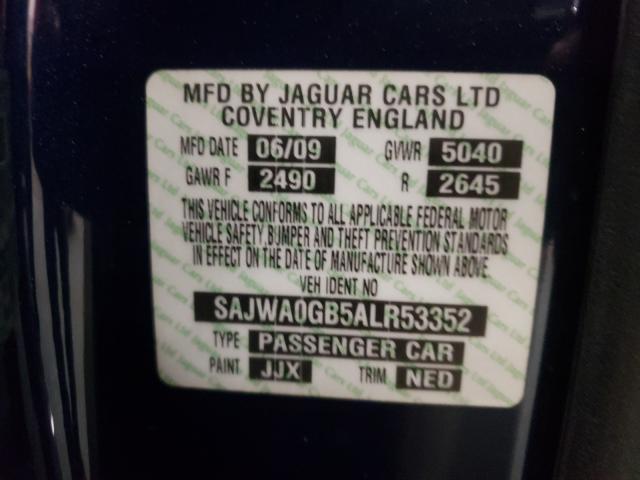 MFD BY JAGUAR CARS LTD
COVENTRY ENGLAND
MFD DATE 06/09 GVWR 5040
GAWR F 2490 R 2645
THIS VEHICLE CONFORMS TO ALL APPLICABLE FEDERAL MOTOR
VEHICLE SAFETY, BUMPER AND THEFT PREVENTION STANDARDS
IN EFFECT ON THE DATE OF MANUFACTURE SHOWN ABOVE.
VEH IDENT NO
SAJWA0GB5ALR53352
TYPE PASSENGER CAR
PAINT JJX TRIM NED